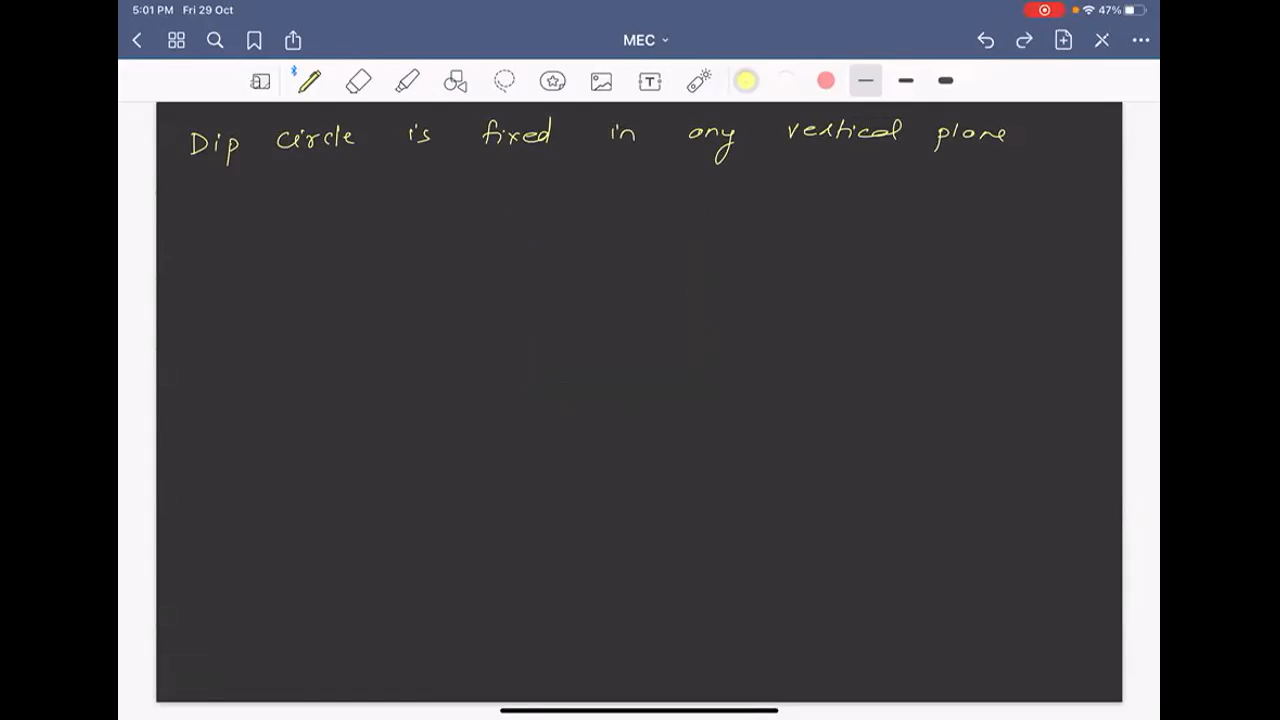 5:01 PM Fri 29 Oct 47%
MEC
T
Dip circle is fixed in any vertical plane